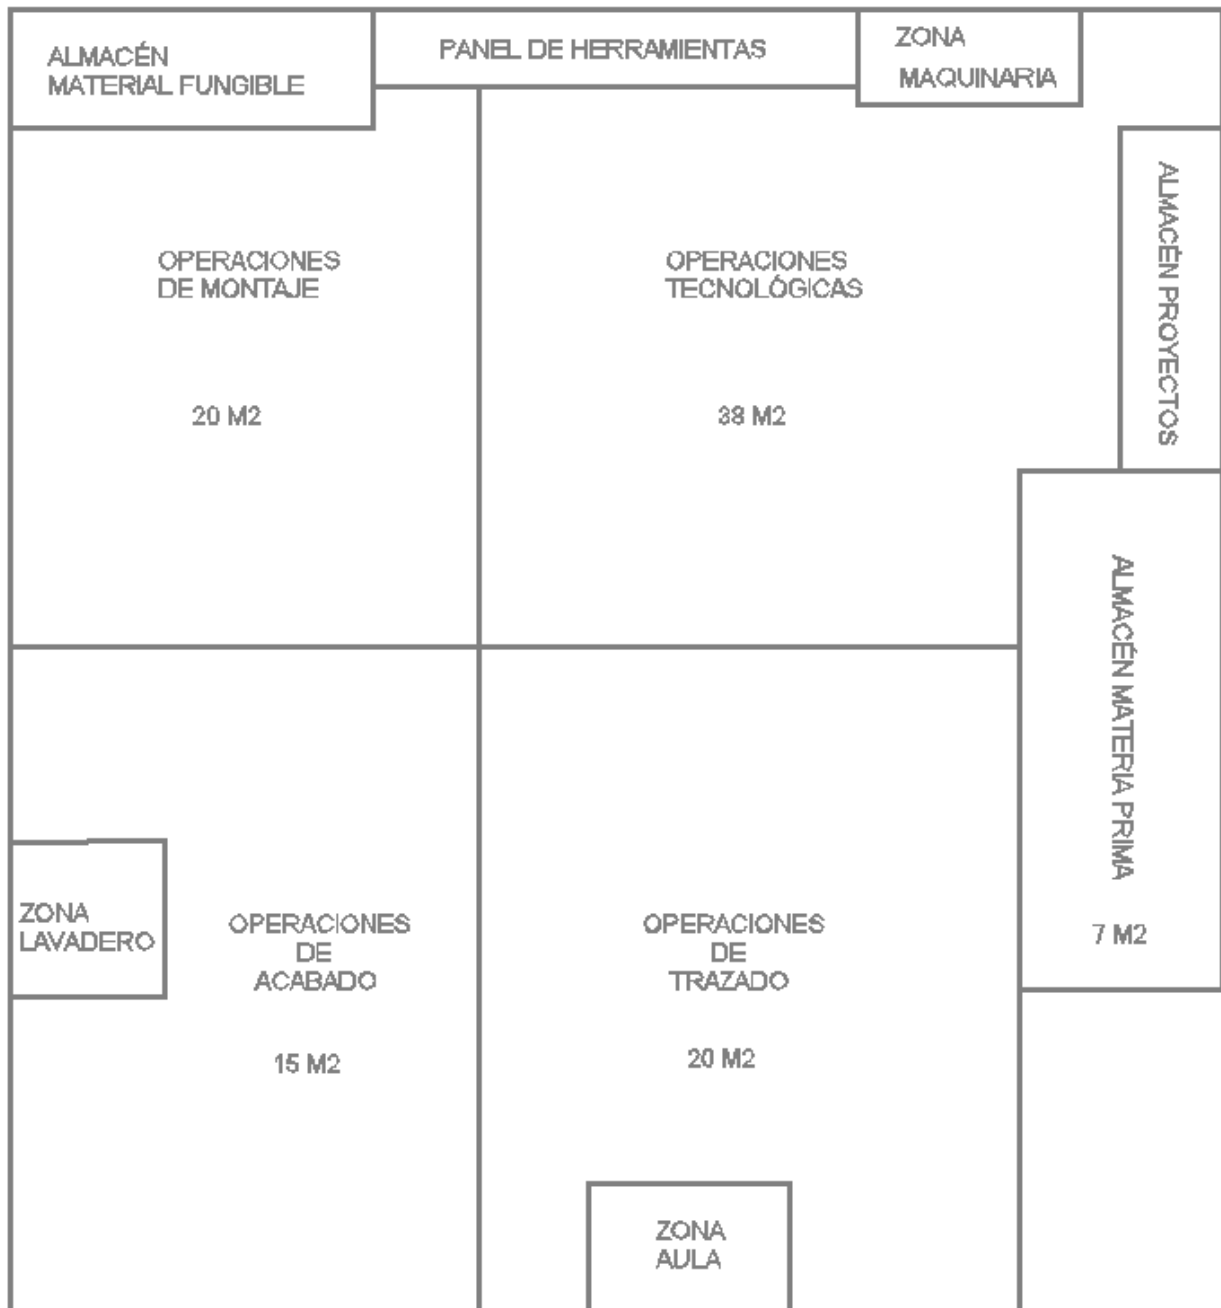 ALMACÉN
MATERIAL FUNGIBLE
PANEL DE HERRAMIENTAS
ZONA
MAQUINARIA
ALMACÉN PROYECTOS
OPERACIONES
DE MONTAJE
20 M2
OPERACIONES
TECNOLÓGICAS
38 M2
ALMACÉN MATERIA PRIMA
7 M2
ZONA
LAVADERO
OPERACIONES
DE
ACABADO
15 M2
OPERACIONES
DE
TRAZADO
20 M2
ZONA
AULA